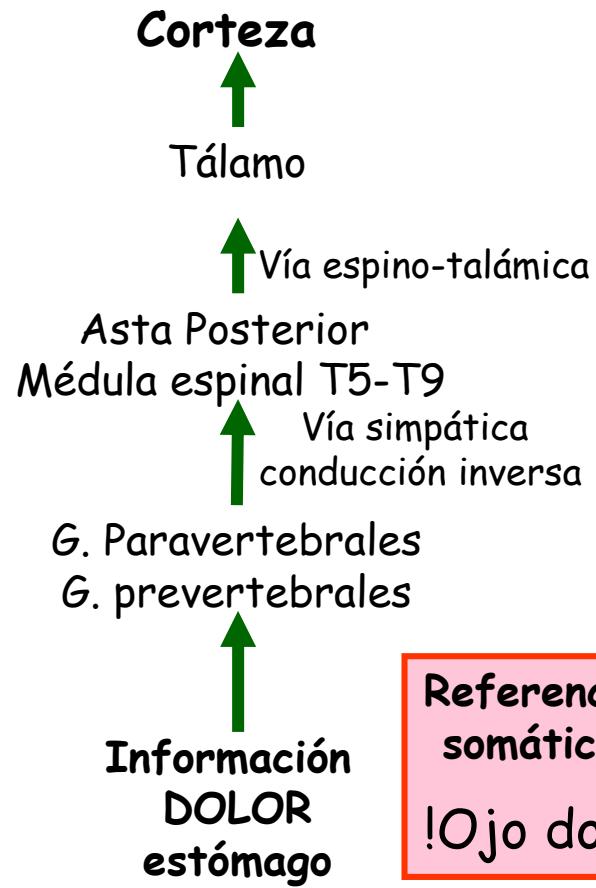 Corteza
Tálamo
Vía espino-talámica
Asta Posterior
Médula espinal T5-T9
Vía simpática
conducción inversa
G. Paravertebrales
G. prevertebrales
Información
DOLOR
estómago
!Ojo